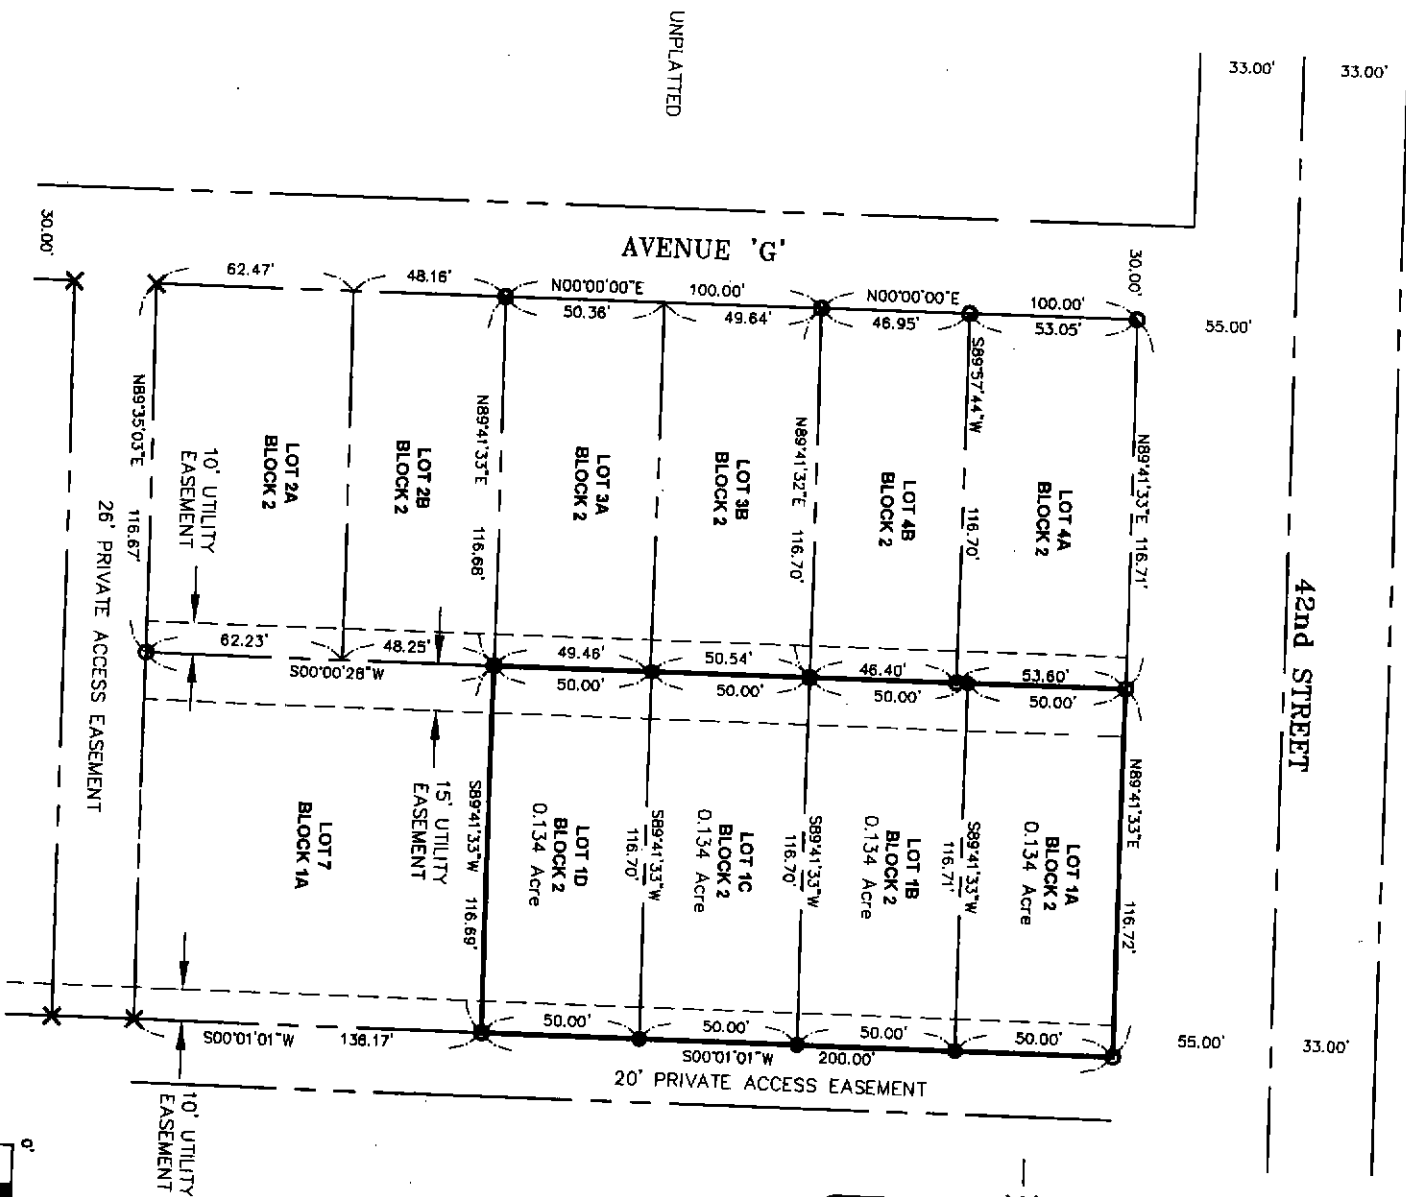 UNPLATTED
33.00'
33.00'
30.00'
AVENUE 'G'
30.00'
55.00'
62.47'
48.16'
N00°00'00"E
100.00'
50.36'
49.64'
N00°00'00"E
100.00'
46.95'
53.05'
N89°35'03"E
116.67'
N89°41'33"E
116.68'
N89°41'32"E
116.70'
S89°57'44"W
116.70'
N89°41'33"E
116.71'
LOT 2A
BLOCK 2
LOT 2B
BLOCK 2
LOT 3A
BLOCK 2
LOT 3B
BLOCK 2
LOT 4B
BLOCK 2
LOT 4A
BLOCK 2
10' UTILITY
EASEMENT
26' PRIVATE ACCESS EASEMENT
42nd STREET
62.23'
48.25'
S00°00'28"W
49.46'
50.54'
46.40'
53.60'
50.00'
50.00'
50.00'
50.00'
15' UTILITY
EASEMENT
LOT 7
BLOCK 1A
S89°41'33"W
116.69'
LOT 1D
BLOCK 2
0.134 Acre
S89°41'33"W
116.70'
LOT 1C
BLOCK 2
0.134 Acre
S89°41'33"W
116.70'
LOT 1B
BLOCK 2
0.134 Acre
S89°41'33"W
116.71'
LOT 1A
BLOCK 2
0.134 Acre
N89°41'33"E
116.72'
S00°01'01"W
136.17'
50.00'
50.00'
50.00'
50.00'
S00°01'01"W
200.00'
55.00'
33.00'
20' PRIVATE ACCESS EASEMENT
10' UTILITY
EASEMENT
0'